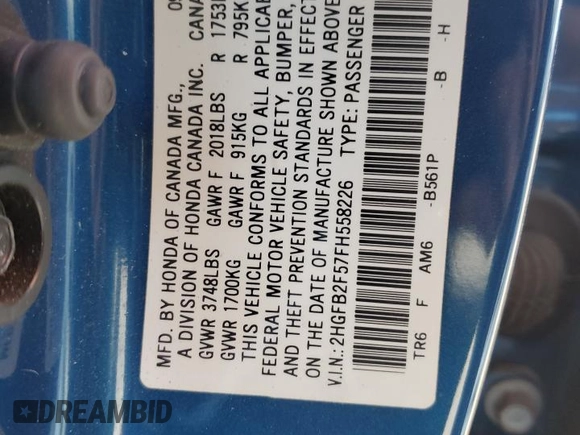 MFD. BY HONDA OF CANADA MFG.,
A DIVISION OF HONDA CANADA INC. CANA
GVWR 3748LBS GAWR F 2018LBS R 1753
GVWR 1700KG GAWR F 915KG R 795K
THIS VEHICLE CONFORMS TO ALL APPLICAB
FEDERAL MOTOR VEHICLE SAFETY, BUMPER,
AND THEFT PREVENTION STANDARDS IN EFFECT
ON THE DATE OF MANUFACTURE SHOWN ABOVE
V.I.N.: 2HGFB2F57FH558226 TYPE: PASSENGER
TR6 F AM6 -B561P -B -H
DREAMBID